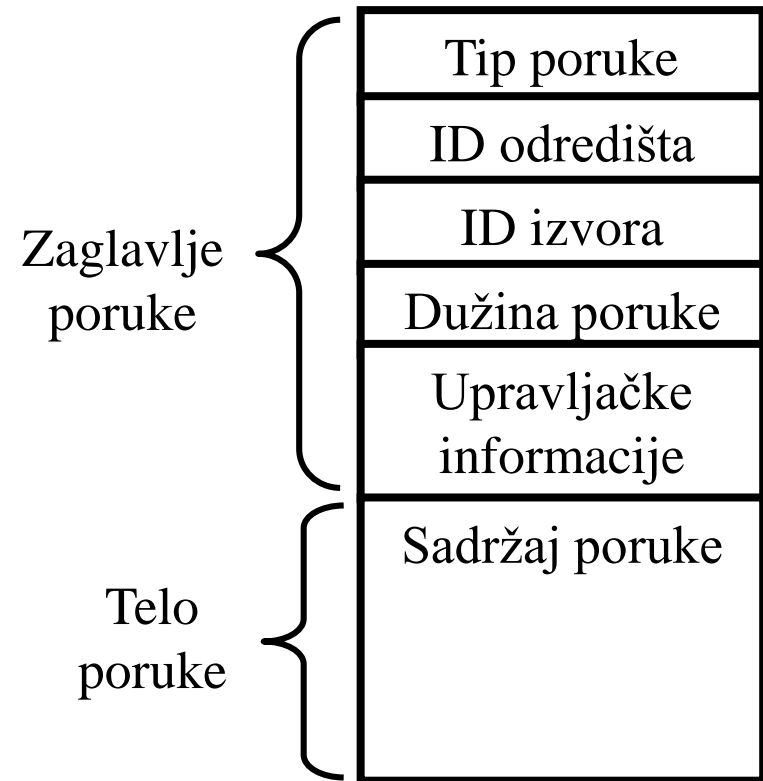 Tip poruke
ID odredišta
ID izvora
Dužina poruke
Upravljačke
informacije
Zaglavlje
poruke
Sadržaj poruke
Telo
poruke